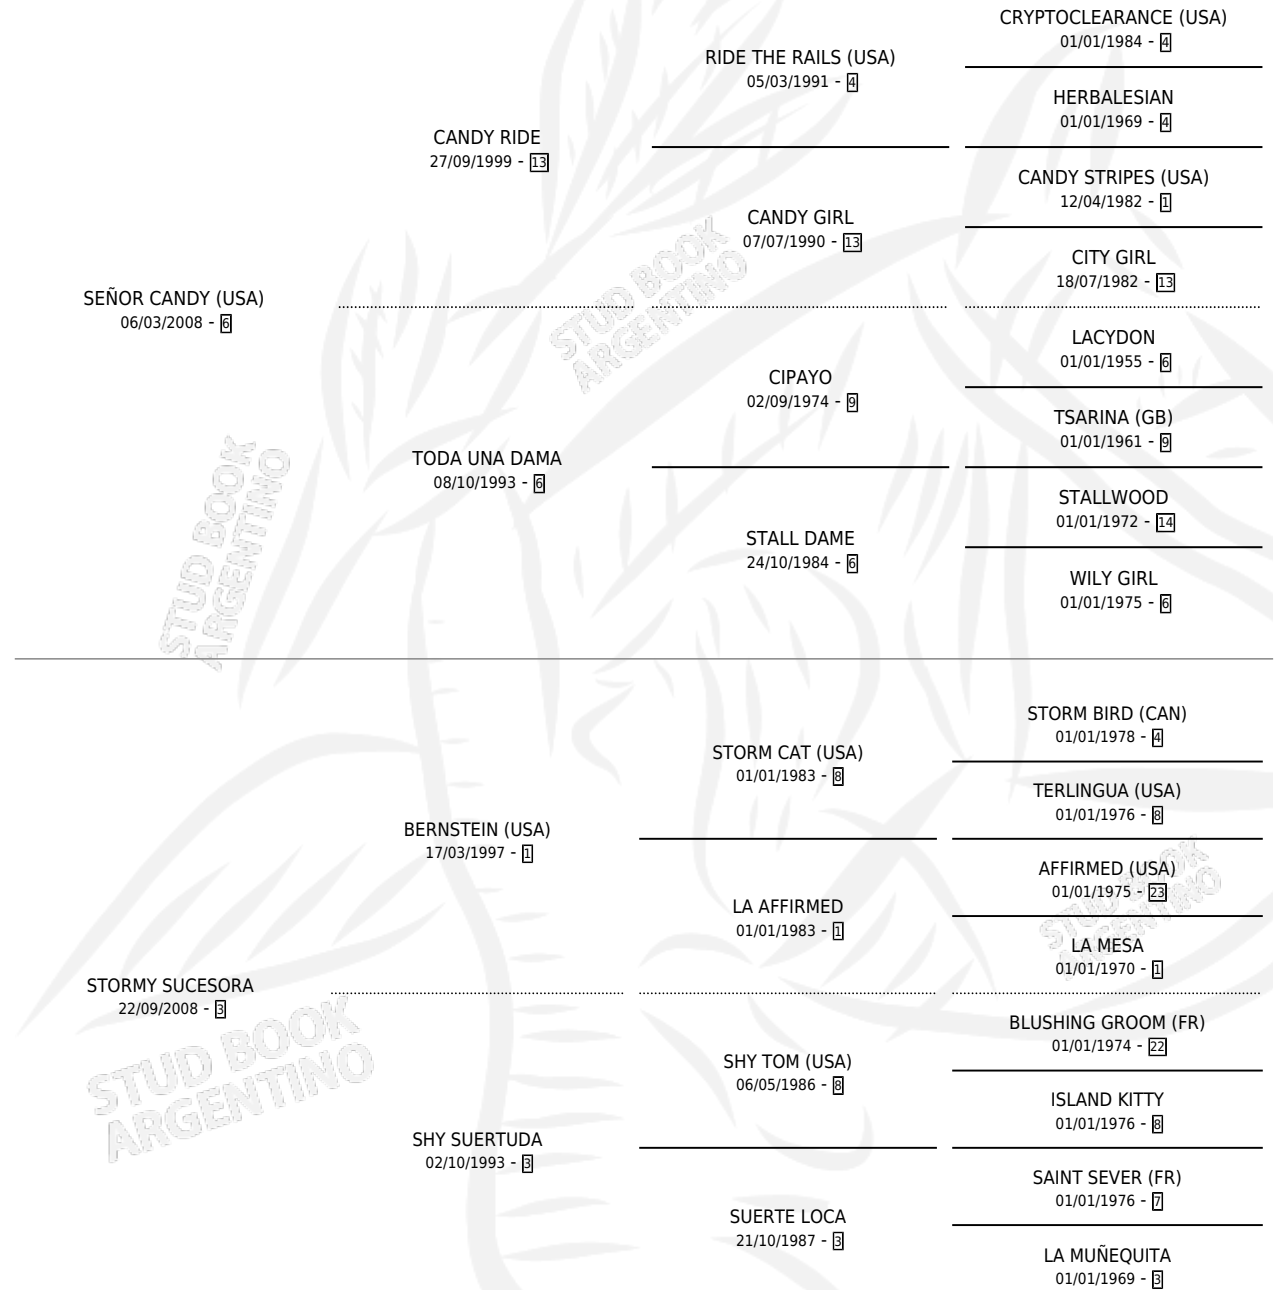 CRYPTOCLEARANCE (USA)
01/01/1984 - 4
RIDE THE RAILS (USA)
05/03/1991 - 4
HERBALESIAN
01/01/1969 - 4
CANDY RIDE
27/09/1999 - 13
CANDY STRIPES (USA)
12/04/1982 - 1
CANDY GIRL
07/07/1990 - 13
CITY GIRL
18/07/1982 - 13
SEÑOR CANDY (USA)
06/03/2008 - 6
LACYDON
01/01/1955 - 6
CIPAYO
02/09/1974 - 9
TSARINA (GB)
01/01/1961 - 9
TODA UNA DAMA
08/10/1993 - 6
STALLWOOD
01/01/1972 - 14
STALL DAME
24/10/1984 - 6
WILY GIRL
01/01/1975 - 6
STORM BIRD (CAN)
01/01/1978 - 4
STORM CAT (USA)
01/01/1983 - 8
TERLINGUA (USA)
01/01/1976 - 8
BERNSTEIN (USA)
17/03/1997 - 1
AFFIRMED (USA)
01/01/1975 - 23
LA AFFIRMED
01/01/1983 - 1
LA MESA
01/01/1970 - 1
STORMY SUCESORA
22/09/2008 - 3
BLUSHING GROOM (FR)
01/01/1974 - 22
SHY TOM (USA)
06/05/1986 - 8
ISLAND KITTY
01/01/1976 - 8
SHY SUERTUDA
02/10/1993 - 3
SAINT SEVER (FR)
01/01/1976 - 7
SUERTE LOCA
21/10/1987 - 3
LA MUÑEQUITA
01/01/1969 - 3
STUD BOOK
ARGENTINO
STUD BOOK
ARGENTINO
STUD BOOK
ARGENTINO
STUD BOOK
ARGENTINO